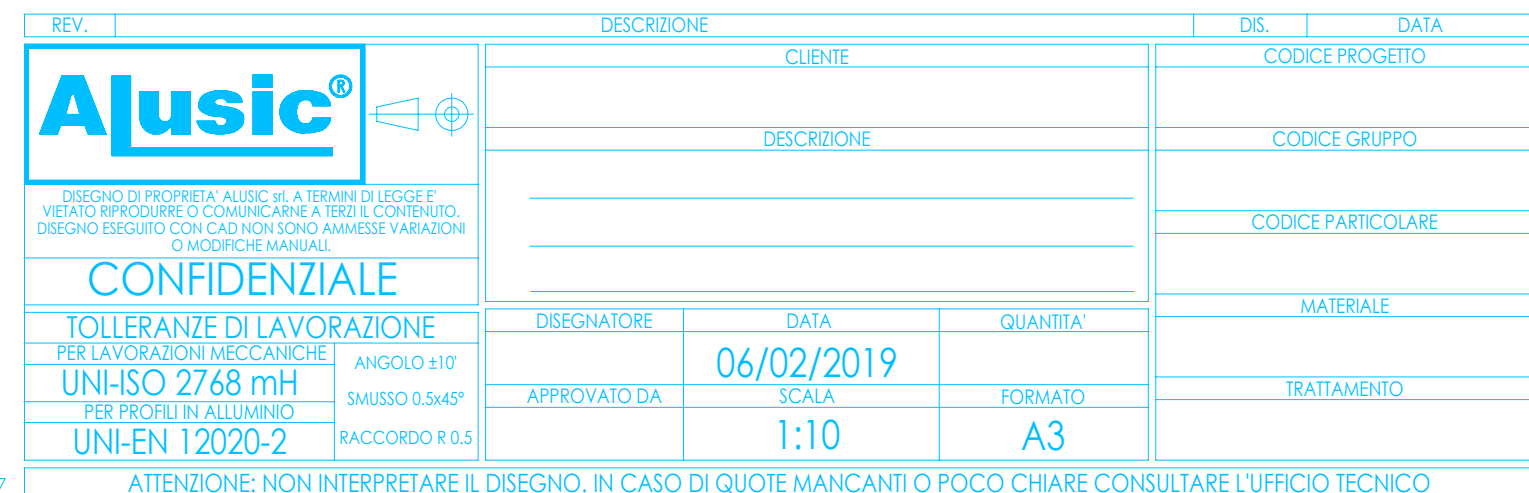 REV. DESCRIZIONE DIS. DATA
ALUSIC®
CLIENTE
CODICE PROGETTO
DESCRIZIONE
CODICE GRUPPO
DISEGNO DI PROPRIETA' ALUSIC srl. A TERMINI DI LEGGE E'
VIETATO RIPRODURRE O COMUNICARNE A TERZI IL CONTENUTO.
DISEGNO ESEGUITO CON CAD NON SONO AMMESSE VARIAZIONI
O MODIFICHE MANUALI.
CONFIDENZIALE
CODICE PARTICOLARE
MATERIALE
TRATTAMENTO
TOLLERANZE DI LAVORAZIONE
PER LAVORAZIONI MECCANICHE
UNI-ISO 2768 mH
PER PROFILI IN ALLUMINIO
UNI-EN 12020-2
ANGOLO ±10'
SMUSSO 0.5x45°
RACCORDO R 0.5
DISEGNATORE DATA QUANTITA'
06/02/2019
APPROVATO DA SCALA FORMATO
1:10 A3
7
ATTENZIONE: NON INTERPRETARE IL DISEGNO. IN CASO DI QUOTE MANCANTI O POCO CHIARE CONSULTARE L'UFFICIO TECNICO